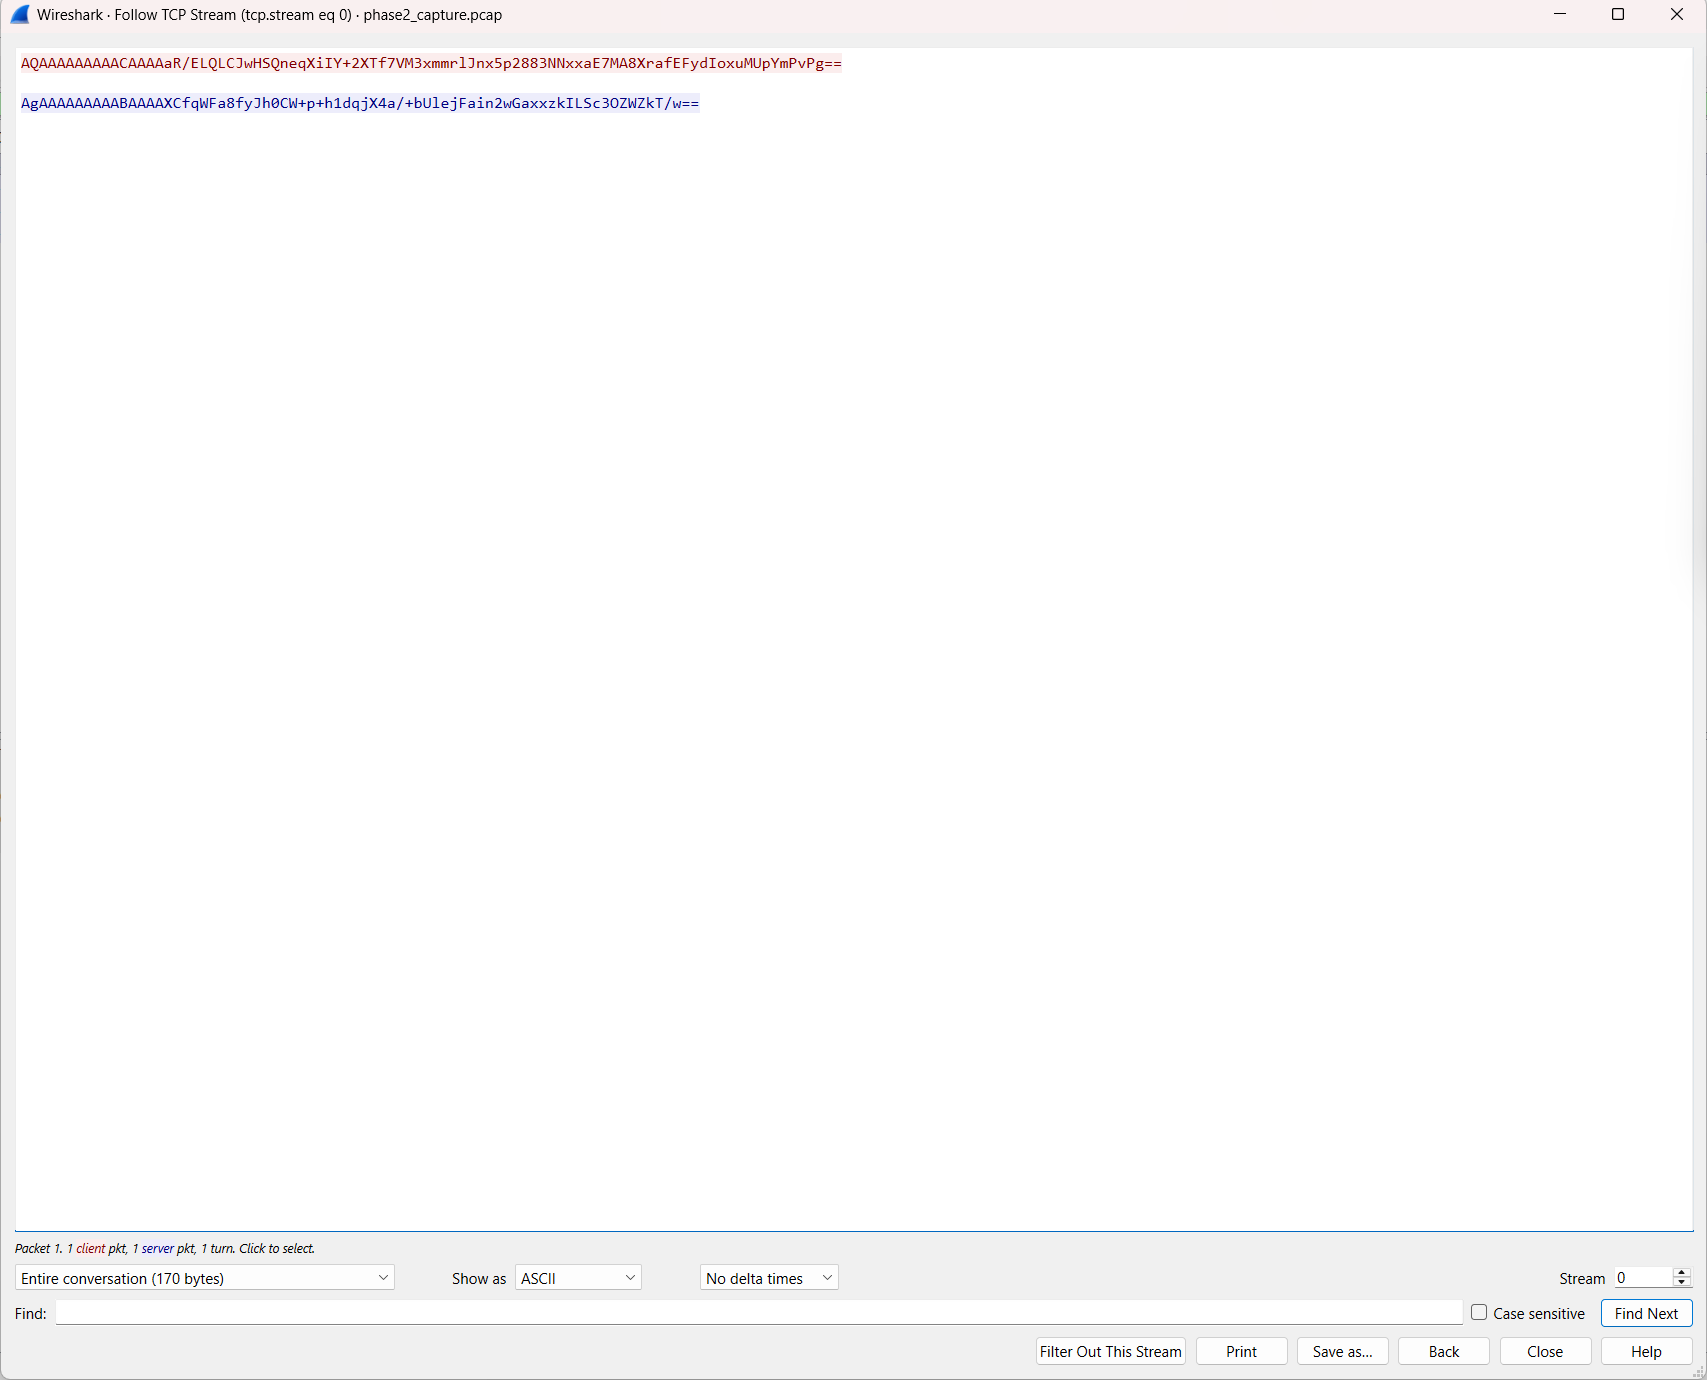 Wireshark · Follow TCP Stream (tcp.stream eq 0) · phase2_capture.pcap
AQAAAAAAAAACAAAAaR/ELQLCJwHSQneqXiIY+2XTf7VM3xmmrlJnx5p2883NNxxaE7MA8XrafEFydIoxuMUpYmPvPg==
AgAAAAAAAAABAAAAXCfqWFa8fyJh0CW+p+h1dqjX4a/+bUlejFain2wGaxxzkILSc3OZWZkT/w==
Packet 1. 1 client pkt, 1 server pkt, 1 turn. Click to select.
Entire conversation (170 bytes) Show as ASCII No delta times Stream 0
Find: Case sensitive Find Next
Filter Out This Stream Print Save as... Back Close Help